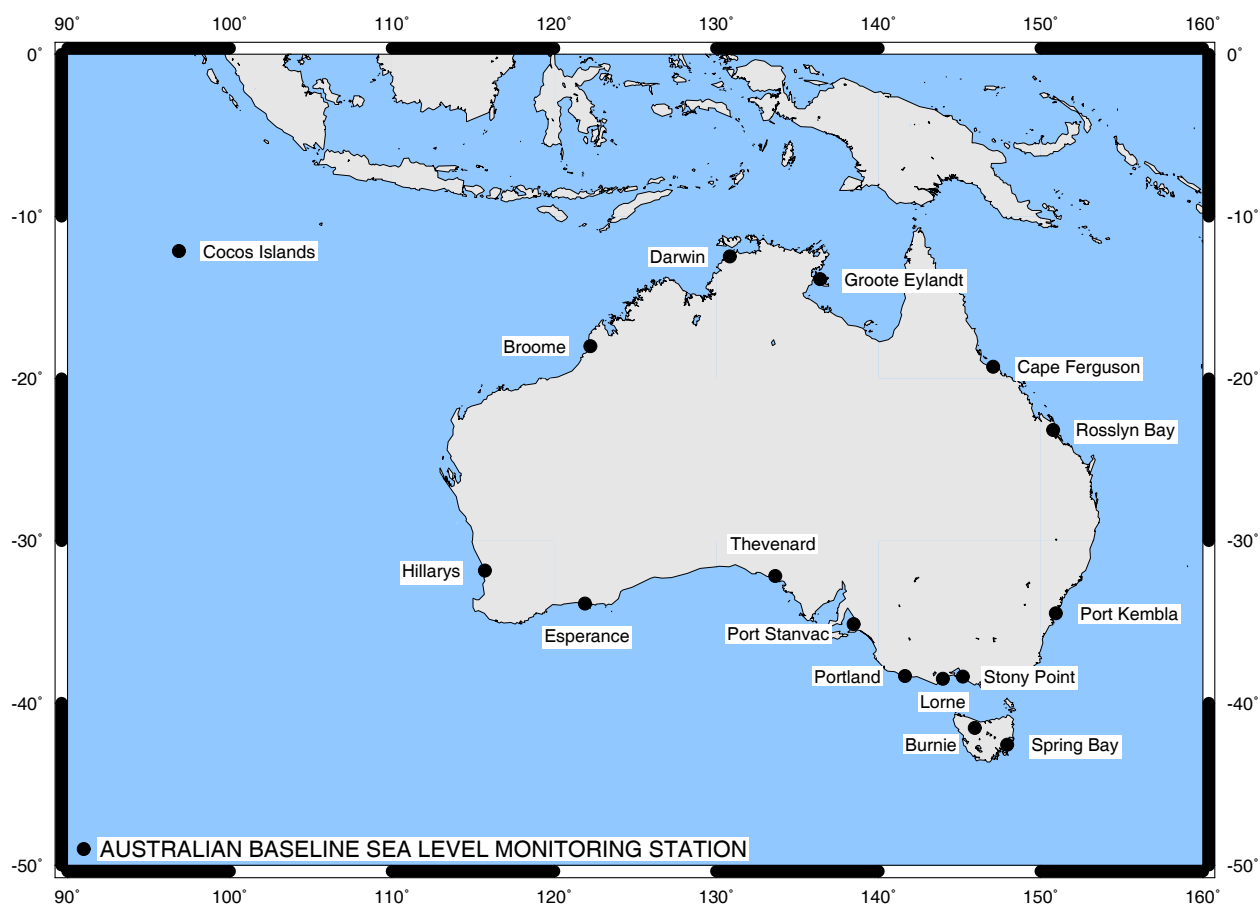 90˚ 100˚ 110˚ 120˚ 130˚ 140˚ 150˚ 160˚
0˚ 0˚
-10˚ -10˚
Cocos Islands
Darwin
Groote Eylandt
Broome
Cape Ferguson
-20˚ -20˚
Rosslyn Bay
-30˚ -30˚
Thevenard
Hillarys
Port Kembla
Esperance
Port Stanvac
Portland
Stony Point
Lorne
-40˚ -40˚
Burnie
Spring Bay
AUSTRALIAN BASELINE SEA LEVEL MONITORING STATION
-50˚ -50˚
90˚ 100˚ 110˚ 120˚ 130˚ 140˚ 150˚ 160˚